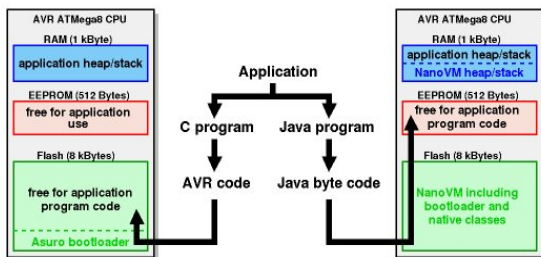 AVR ATMega8 CPU
RAM (1 kByte)
application heap/stack
EEPROM (512 Bytes)
free for application
use
Flash (8 kBytes)
free for application
program code
Asuro bootloader
Application
C program
Java program
AVR code
Java byte code
AVR ATMega8 CPU
RAM (1 kByte)
application heap/stack
NanoVM heap/stack
EEPROM (512 Bytes)
free for application
program code
Flash (8 kBytes)
NanoVM including
bootloader and
native classes